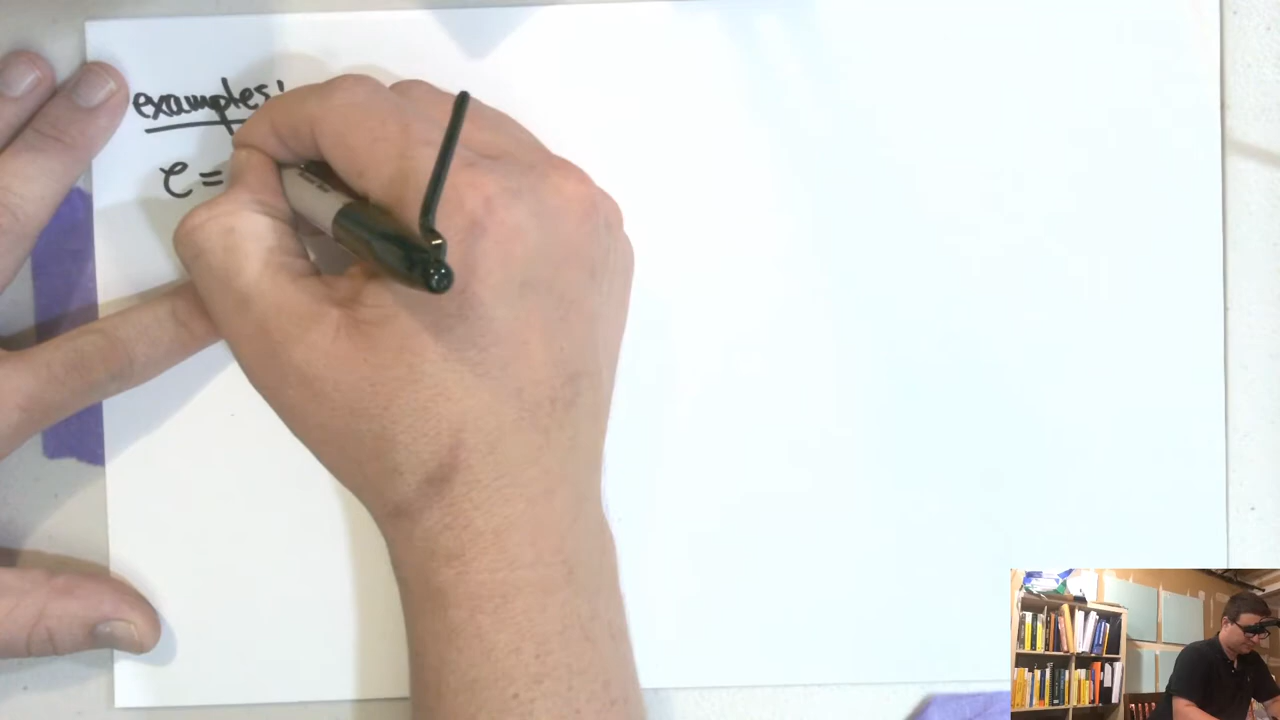 examples:
𝒞 =